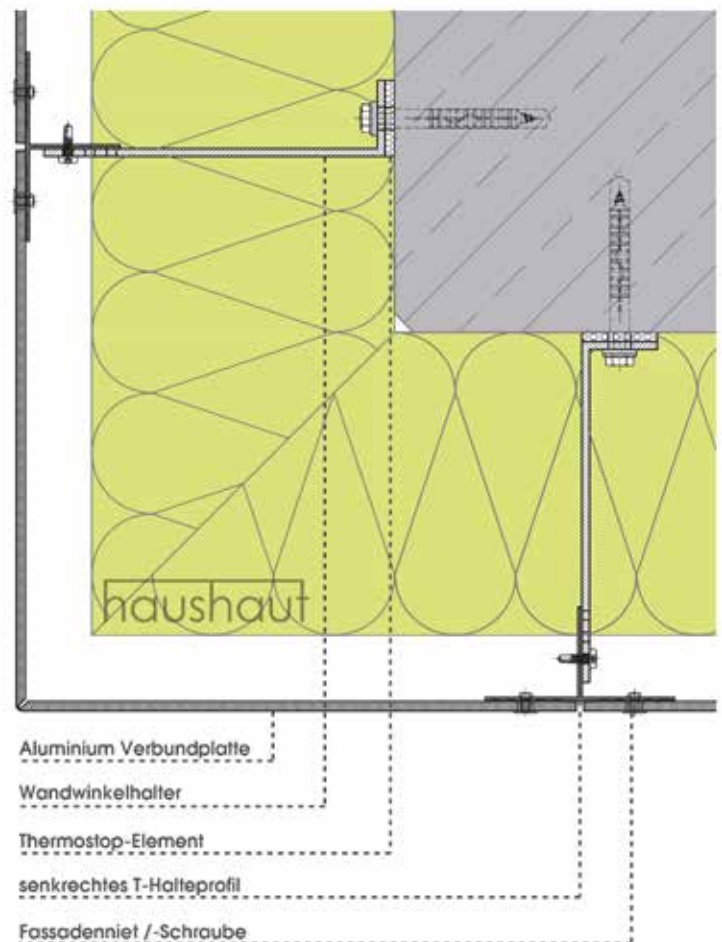 haushaut
Aluminium Verbundplatte
Wandwinkelhalter
Thermostop-Element
senkrechtes T-Halteprofil
Fassadenniet /-Schraube